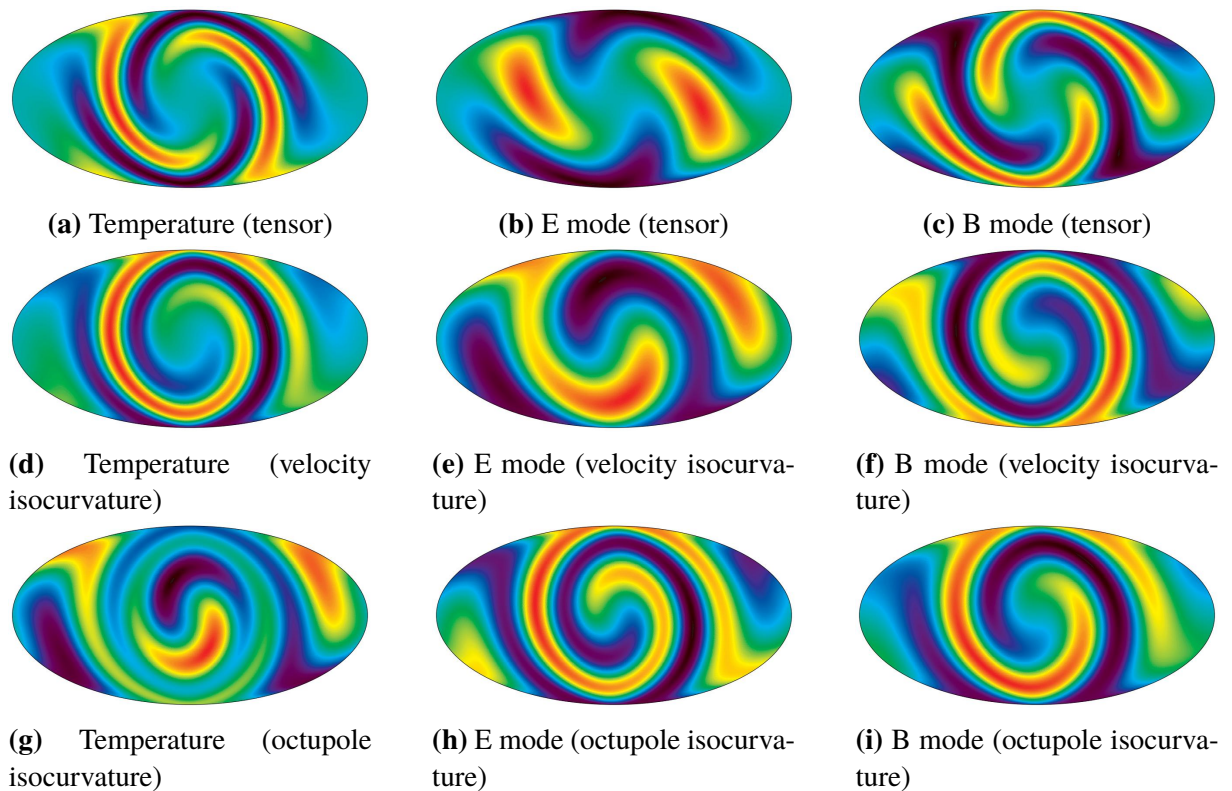 (a) Temperature (tensor)
(b) E mode (tensor)
(c) B mode (tensor)
(d) Temperature (velocity
isocurvature)
(e) E mode (velocity isocurva-
ture)
(f) B mode (velocity isocurva-
ture)
(g) Temperature (octupole
isocurvature)
(h) E mode (octupole isocurva-
ture)
(i) B mode (octupole isocurva-
ture)